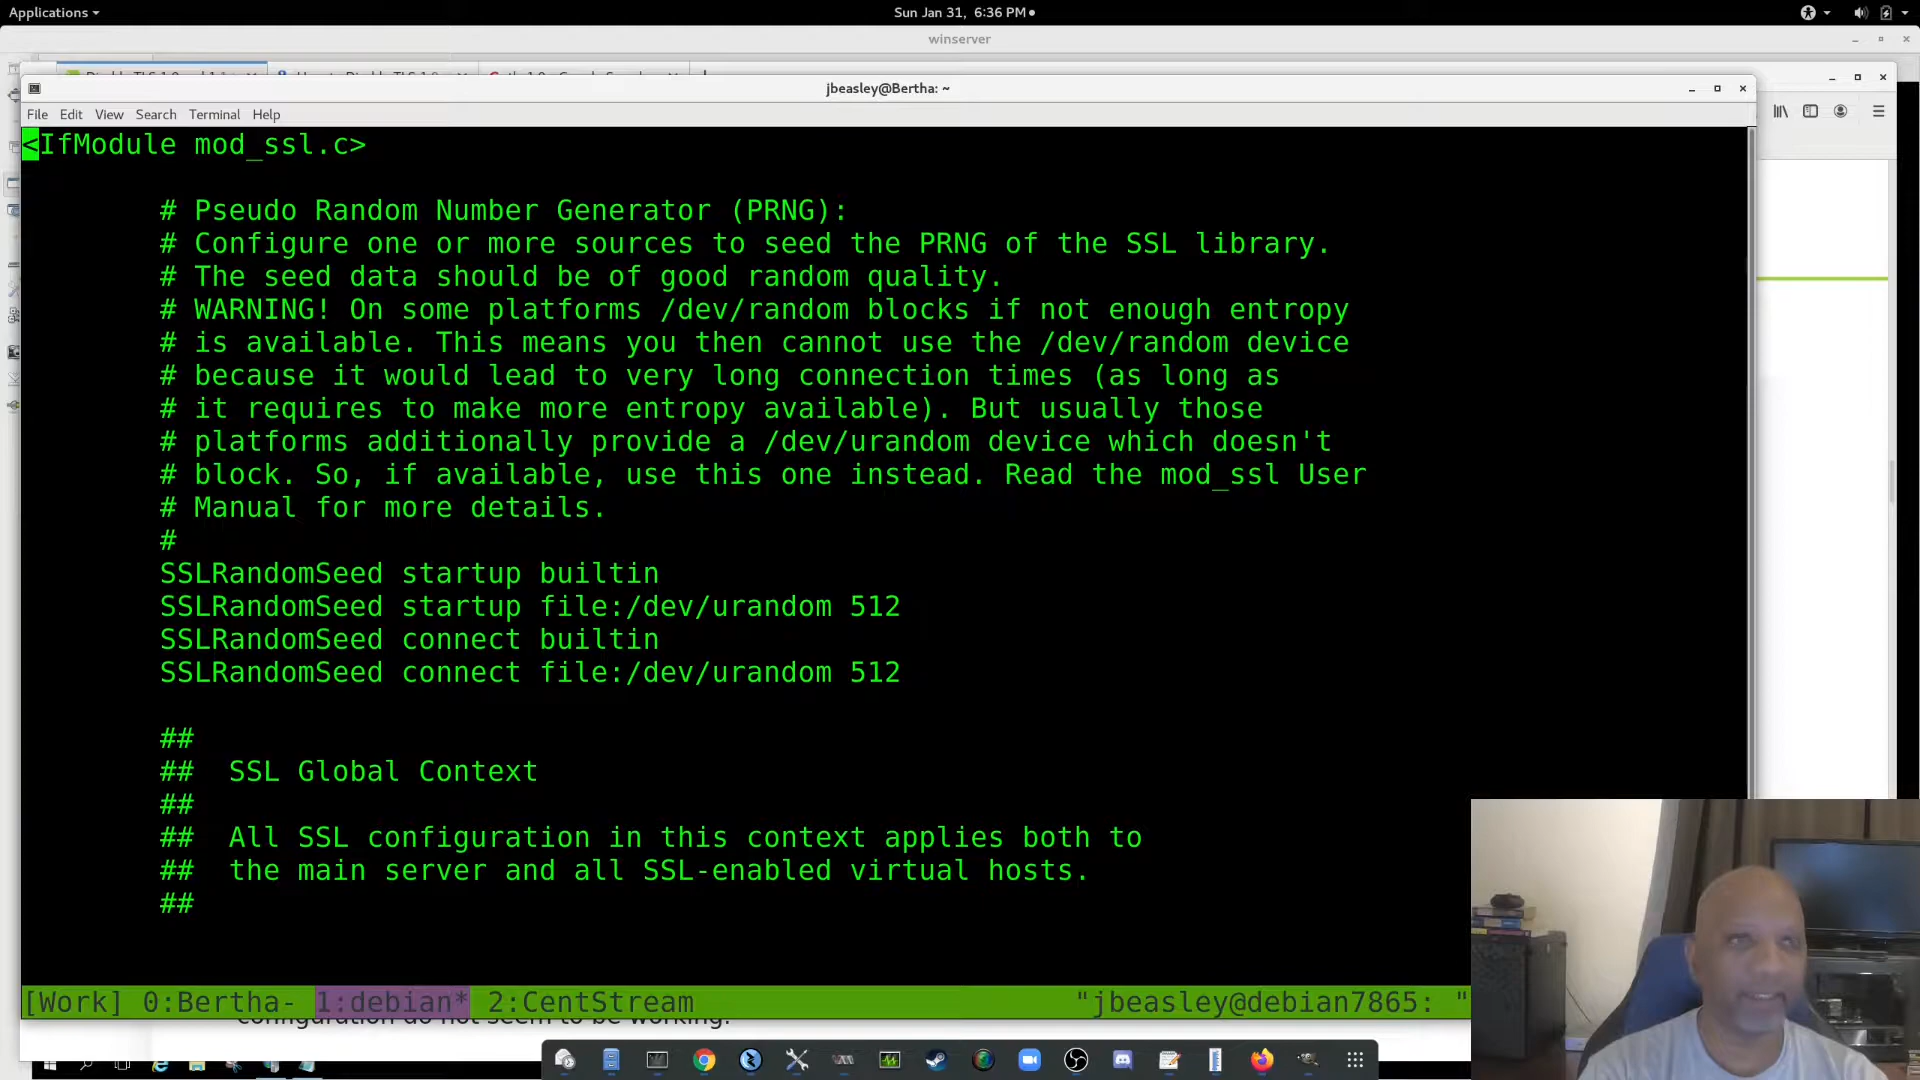 Applications
Sun Jan 31, 6:36 PM
winserver
jbeasley@Bertha: ~
File Edit View Search Terminal Help
<IfModule mod_ssl.c>
# Pseudo Random Number Generator (PRNG):
# Configure one or more sources to seed the PRNG of the SSL library.
# The seed data should be of good random quality.
# WARNING! On some platforms /dev/random blocks if not enough entropy
# is available. This means you then cannot use the /dev/random device
# because it would lead to very long connection times (as long as
# it requires to make more entropy available). But usually those
# platforms additionally provide a /dev/urandom device which doesn't
# block. So, if available, use this one instead. Read the mod_ssl User
# Manual for more details.
#
SSLRandomSeed startup builtin
SSLRandomSeed startup file:/dev/urandom 512
SSLRandomSeed connect builtin
SSLRandomSeed connect file:/dev/urandom 512
##
## SSL Global Context
##
## All SSL configuration in this context applies both to
## the main server and all SSL-enabled virtual hosts.
##
[Work] 0:Bertha- 1:debian* 2:CentStream "jbeasley@debian7865: "
configuration do not seem to be working.